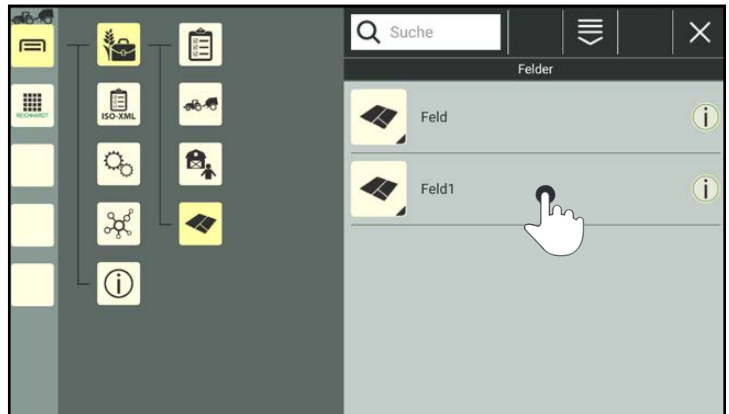 Suche
Felder
REICHHARDT
ISO-XML
Feld
Feld1